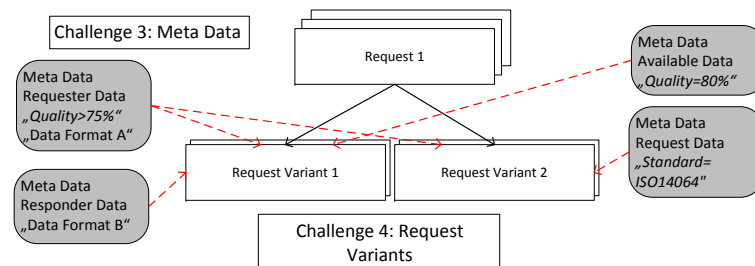 Challenge 3: Meta Data
Request 1
Meta Data
Requester Data
„Quality>75%“
„Data Format A“
Meta Data
Available Data
„Quality=80%“
Meta Data
Request Data
„Standard=
ISO14064"
Request Variant 1
Request Variant 2
Meta Data
Responder Data
„Data Format B“
Challenge 4: Request
Variants